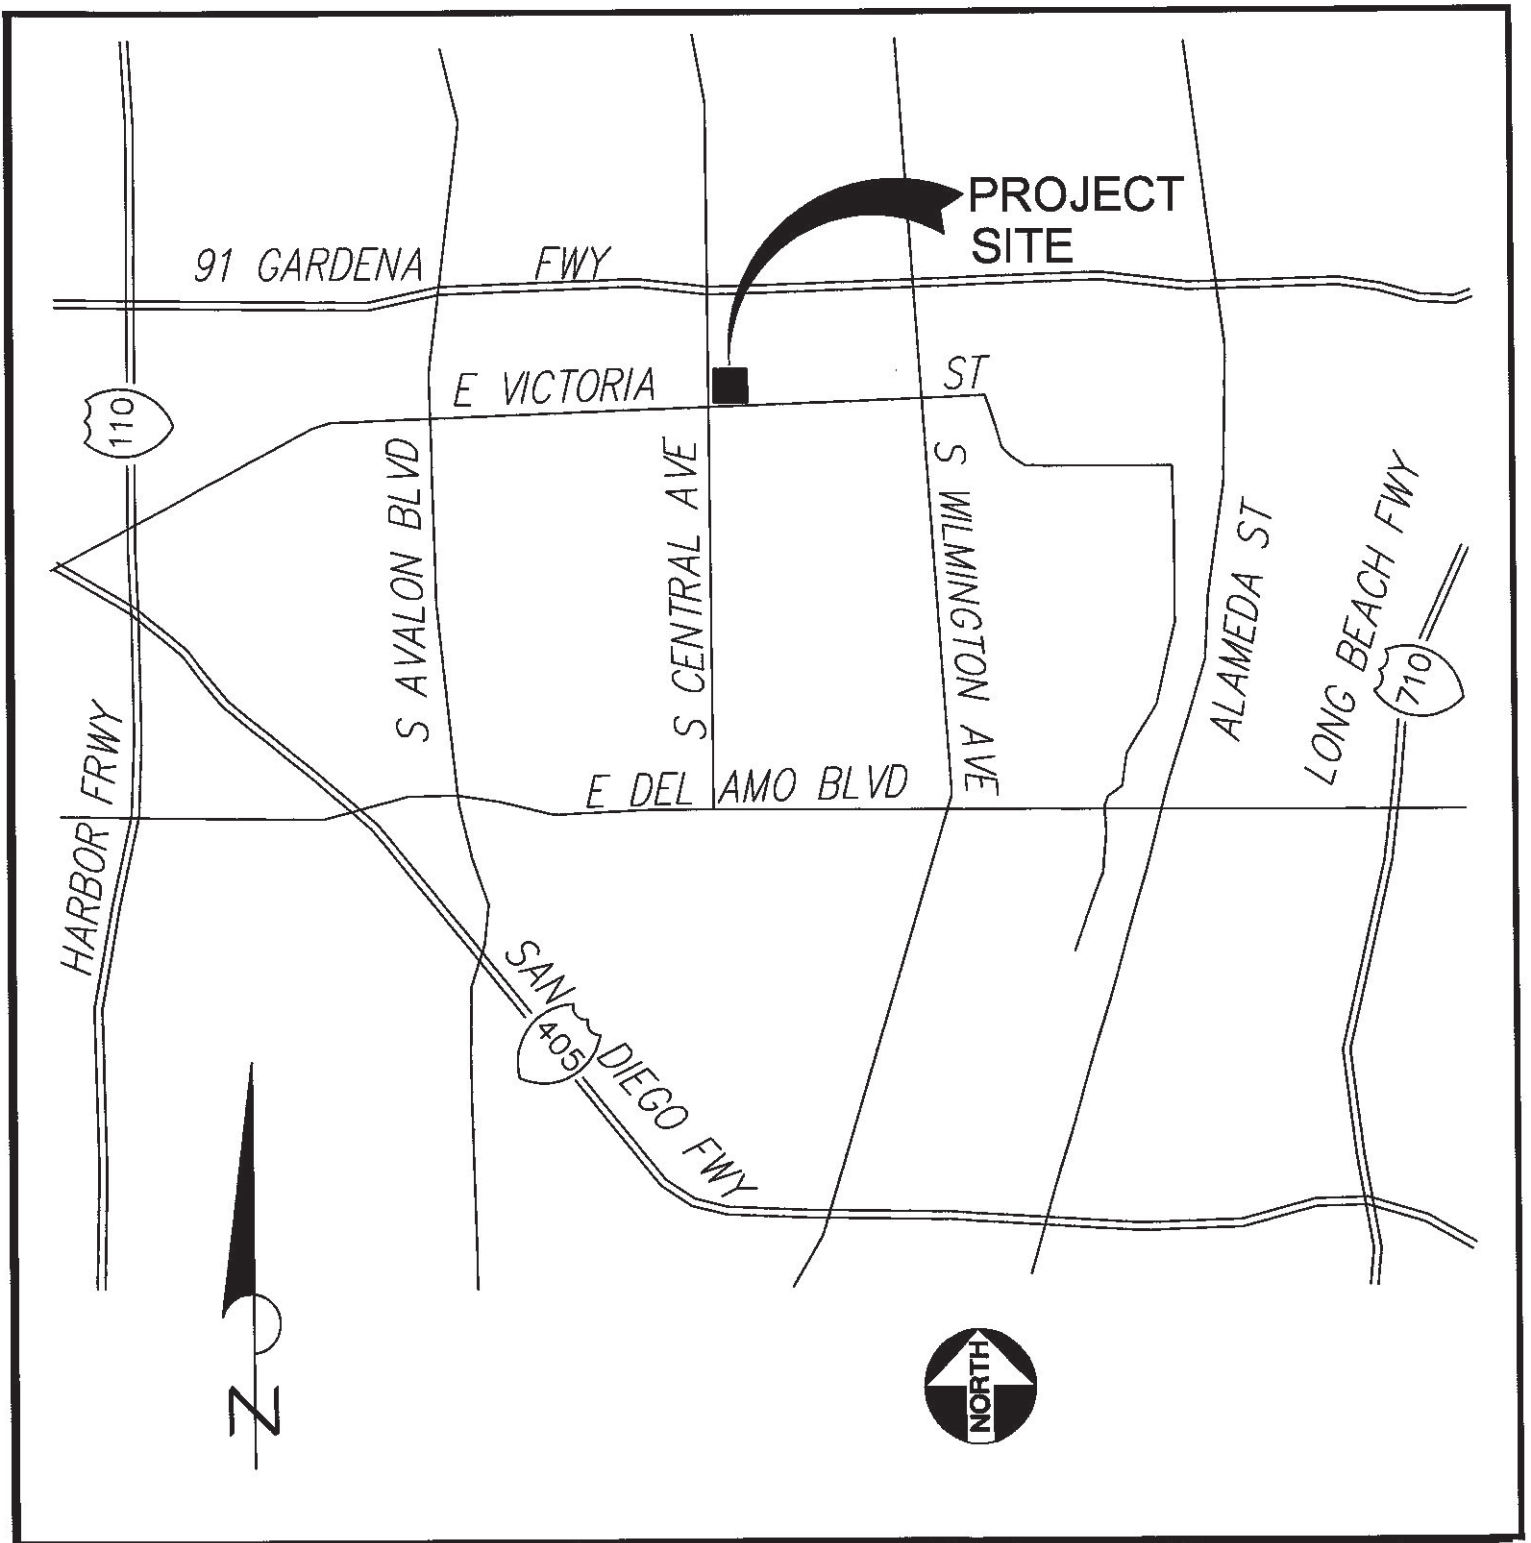 PROJECT
SITE
91 GARDENA FWY
E VICTORIA ST
110
S AVALON BLVD
S CENTRAL AVE
S WILMINGTON AVE
ALAMEDA ST
LONG BEACH FWY
710
HARBOR FRWY
E DEL AMO BLVD
SAN DIEGO FWY
405
N
NORTH